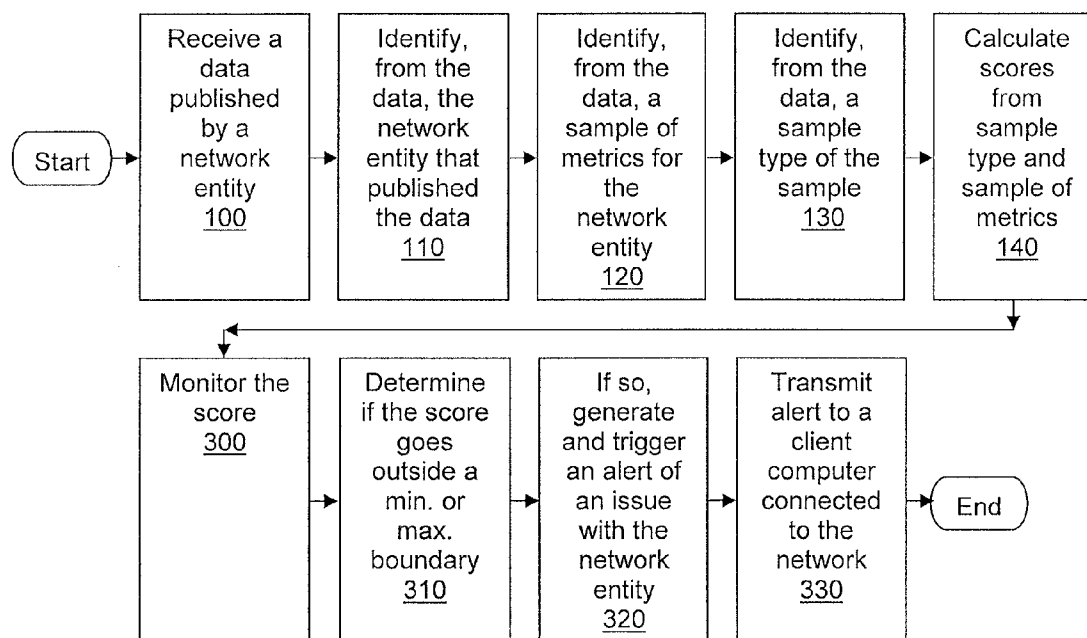 Start
Receive a
data
published
by a
network
entity
100
Identify,
from the
data, the
network
entity that
published
the data
110
Identify,
from the
data, a
sample of
metrics for
the
network
entity
120
Identify,
from the
data, a
sample
type of the
sample
130
Calculate
scores
from
sample
type and
sample of
metrics
140
Monitor the
score
300
Determine
if the score
goes
outside a
min. or
max.
boundary
310
If so,
generate
and trigger
an alert of
an issue
with the
network
entity
320
Transmit
alert to a
client
computer
connected
to the
network
330
End